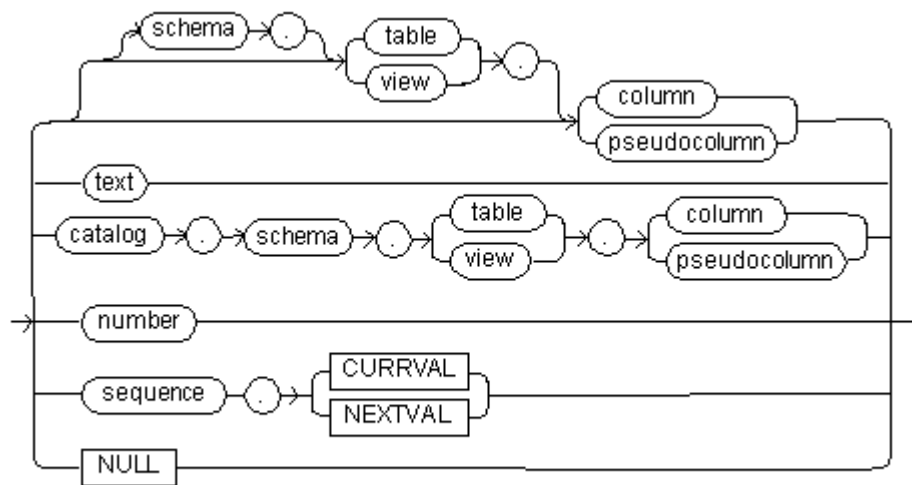 schema . table
view .
column
pseudocolumn
text
catalog . schema . table
view . column
pseudocolumn
number
sequence . CURRVAL
NEXTVAL
NULL